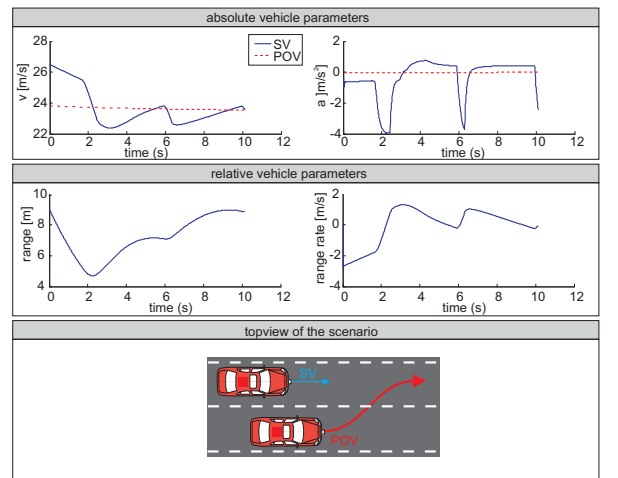 absolute vehicle parameters
28
26
24
22
v [m/s]
0 2 4 6 8 10 12
time (s)
SV
POV
2
0
-2
-4
a [m/s²]
0 2 4 6 8 10 12
time (s)
relative vehicle parameters
10
8
6
4
range [m]
0 2 4 6 8 10 12
time (s)
2
0
-2
-4
range rate [m/s]
0 2 4 6 8 10 12
time (s)
topview of the scenario
SV
POV